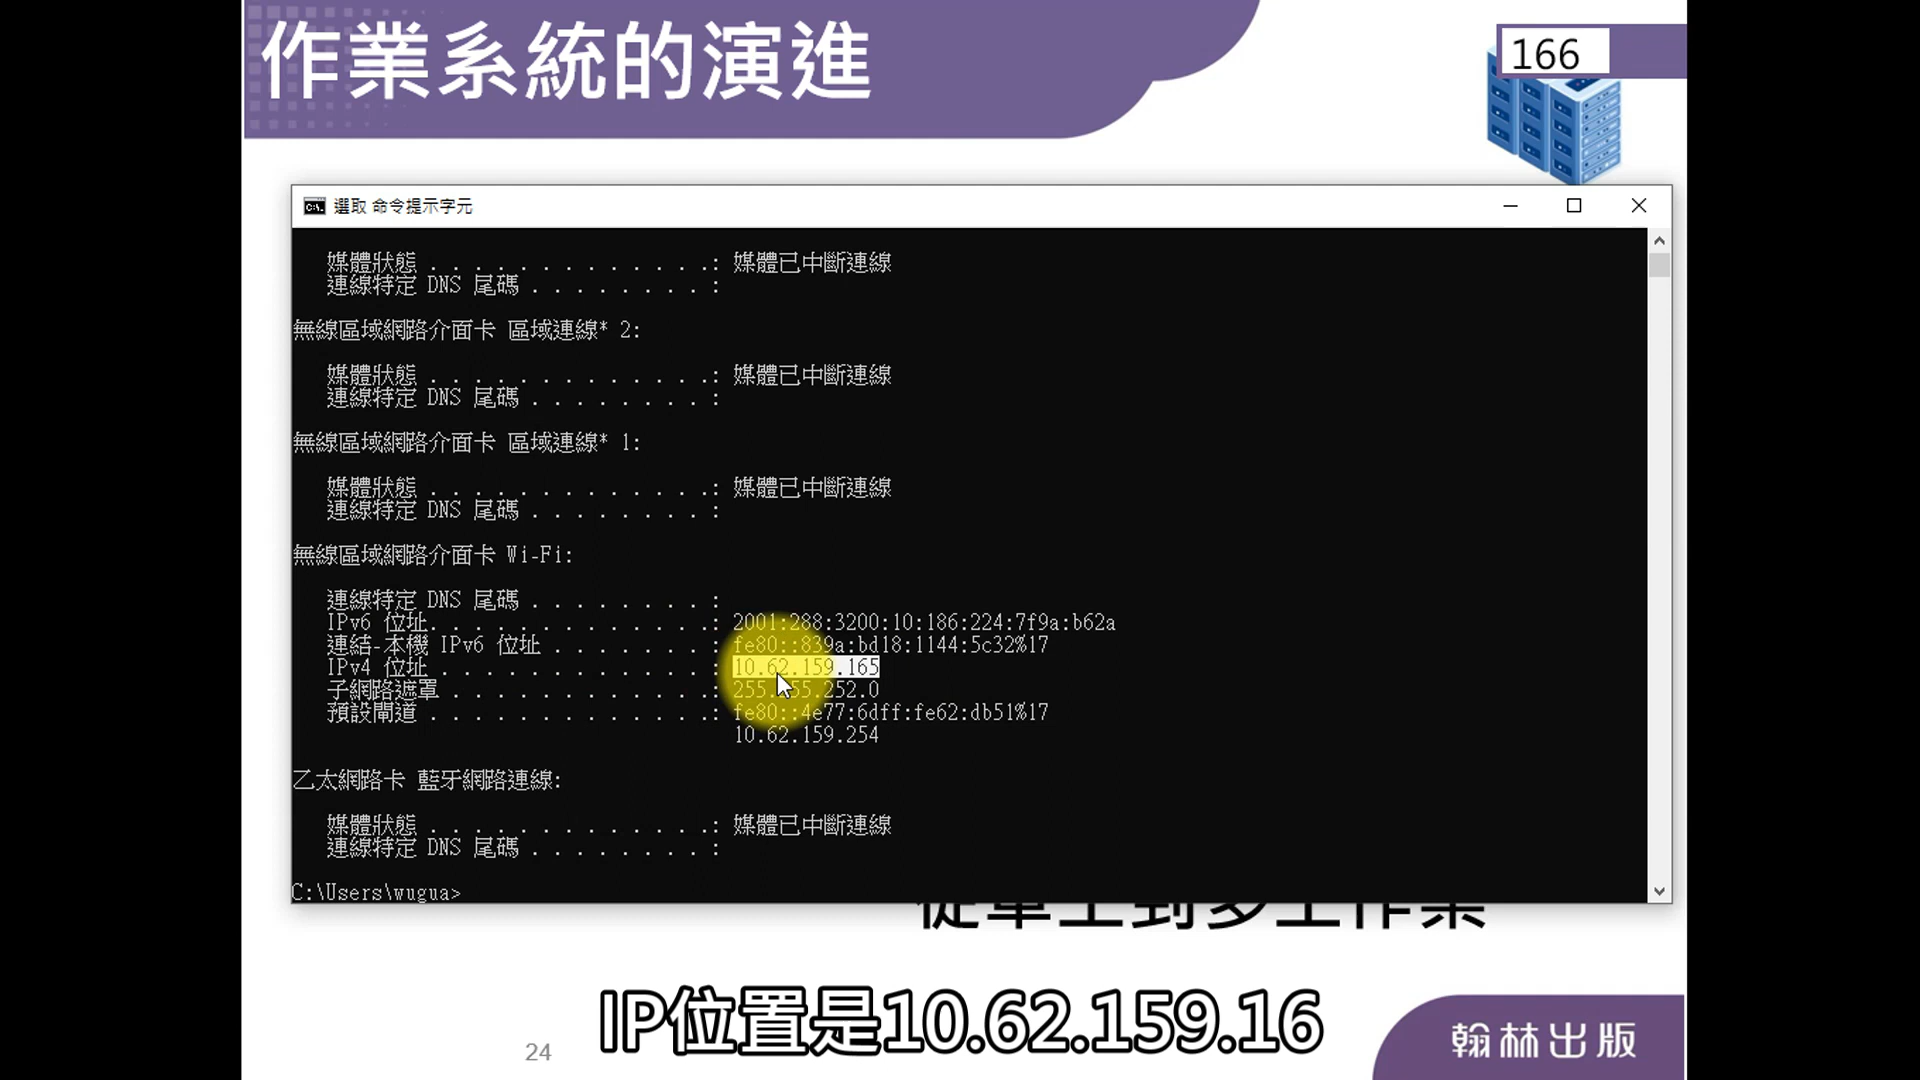 作業系統的演進
166
選取 命令提示字元
媒體狀態 . . . . . . . . . . . . .: 媒體已中斷連線
連線特定 DNS 尾碼 . . . . . . . . :
無線區域網路介面卡 區域連線* 2:
媒體狀態 . . . . . . . . . . . . .: 媒體已中斷連線
連線特定 DNS 尾碼 . . . . . . . . :
無線區域網路介面卡 區域連線* 1:
媒體狀態 . . . . . . . . . . . . .: 媒體已中斷連線
連線特定 DNS 尾碼 . . . . . . . . :
無線區域網路介面卡 Wi-Fi:
連線特定 DNS 尾碼 . . . . . . . . :
IPv6 位址. . . . . . . . . . . . .: 2001:288:3200:10:186:224:7f9a:b62a
連結-本機 IPv6 位址 . . . . . . . : fe80::839a:bd18:1144:5c32%17
IPv4 位址 . . . . . . . . . . . . : 10.62.159.165
子網路遮罩 . . . . . . . . . . . .: 255.255.252.0
預設閘道 . . . . . . . . . . . . .: fe80::4e77:6dff:fe62:db51%17
10.62.159.254
乙太網路卡 藍牙網路連線:
媒體狀態 . . . . . . . . . . . . .: 媒體已中斷連線
連線特定 DNS 尾碼 . . . . . . . . :
C:\Users\wugua>
從單工到多工作業
IP位置是10.62.159.16
24
翰林出版